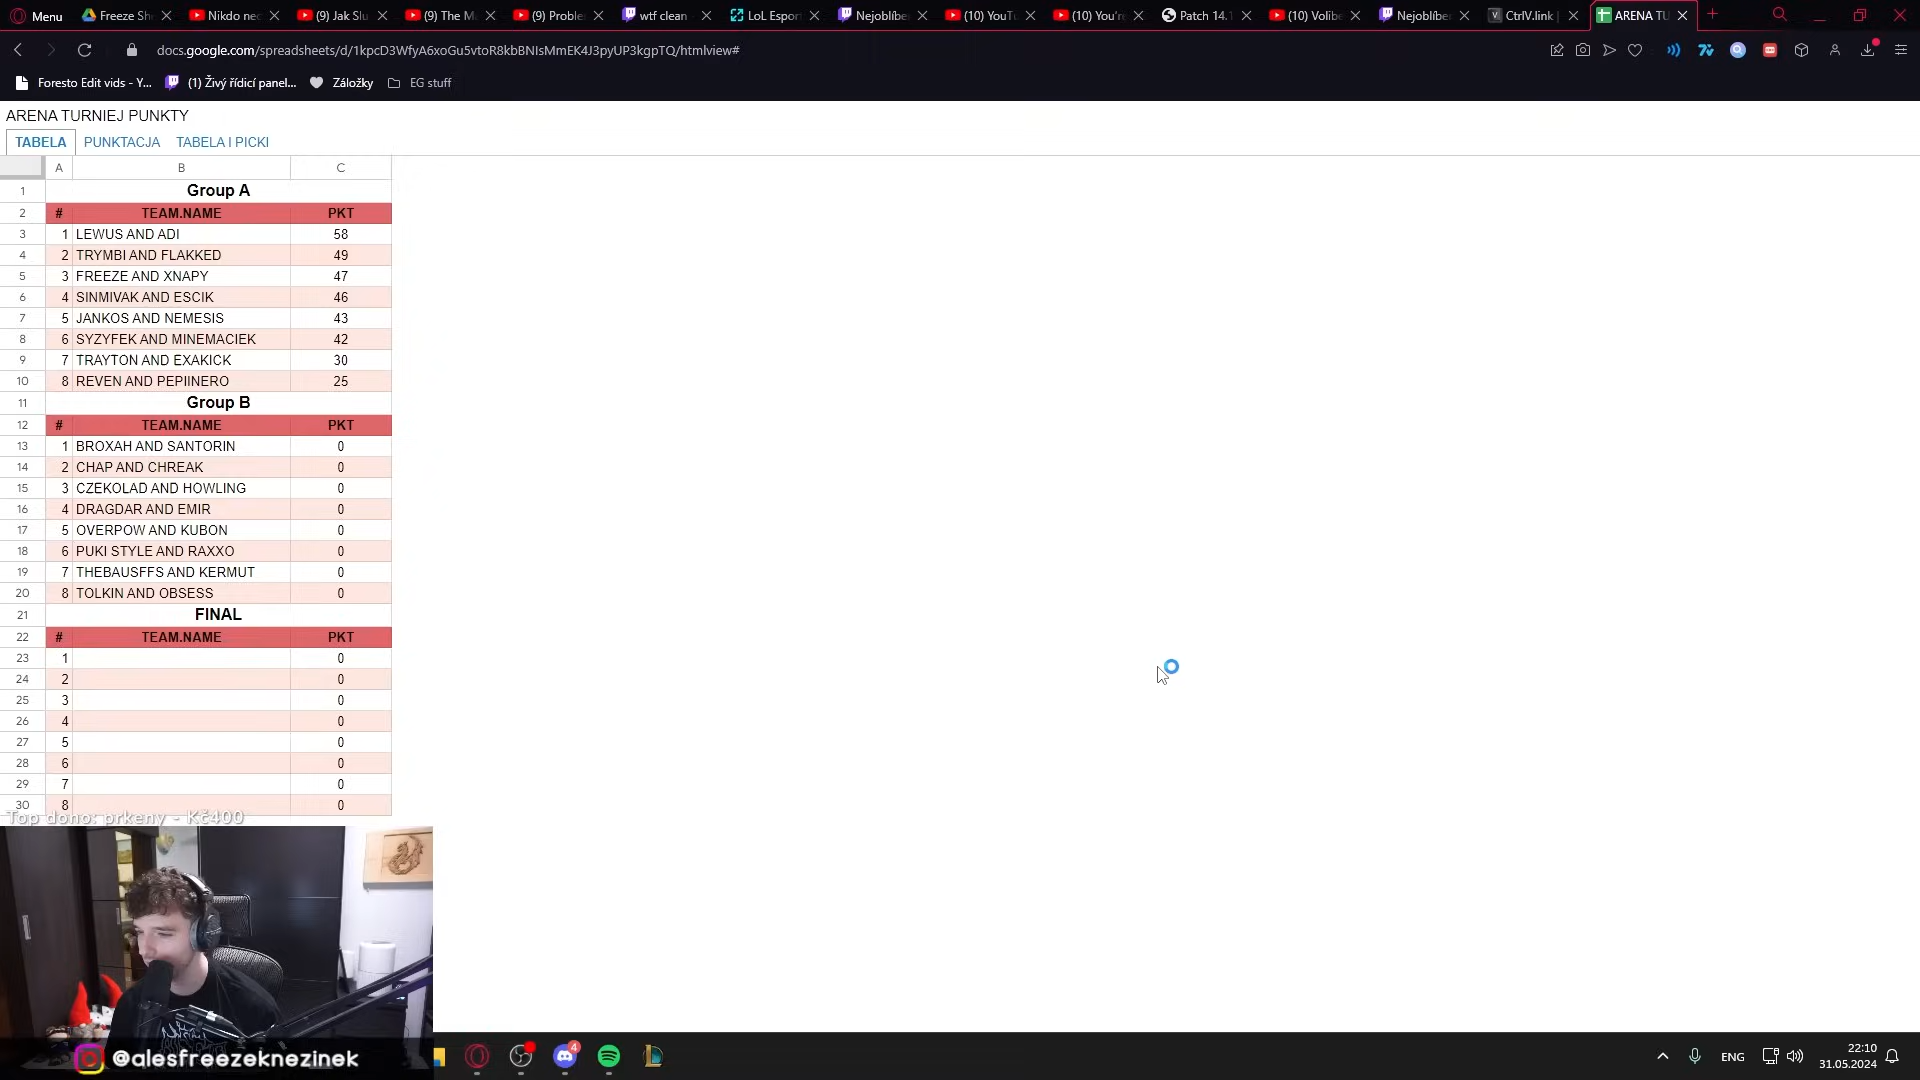 Menu
Freeze Sh
Nikdo nec
(9) Jak Slu
(9) The M
(9) Proble
wtf clean
LoL Esport
Nejoblíbe
(10) YouTu
(10) You'r
Patch 14.1
(10) Volibe
Nejoblíber
CtrlV.link |
ARENA TU
docs.google.com/spreadsheets/d/1kpcD3WfyA6xoGu5vtoR8kbBNIsMmEK4J3pyUP3kgpTQ/htmlview#
Foresto Edit vids - Y...
(1) Živý řídicí panel...
Záložky
EG stuff
ARENA TURNIEJ PUNKTY
TABELA PUNKTACJA TABELA I PICKI
A B C
1 Group A
2 # TEAM.NAME PKT
3 1 LEWUS AND ADI 58
4 2 TRYMBI AND FLAKKED 49
5 3 FREEZE AND XNAPY 47
6 4 SINMIVAK AND ESCIK 46
7 5 JANKOS AND NEMESIS 43
8 6 SYZYFEK AND MINEMACIEK 42
9 7 TRAYTON AND EXAKICK 30
10 8 REVEN AND PEPIINERO 25
11 Group B
12 # TEAM.NAME PKT
13 1 BROXAH AND SANTORIN 0
14 2 CHAP AND CHREAK 0
15 3 CZEKOLAD AND HOWLING 0
16 4 DRAGDAR AND EMIR 0
17 5 OVERPOW AND KUBON 0
18 6 PUKI STYLE AND RAXXO 0
19 7 THEBAUSFFS AND KERMUT 0
20 8 TOLKIN AND OBSESS 0
21 FINAL
22 # TEAM.NAME PKT
23 1 0
24 2 0
25 3 0
26 4 0
27 5 0
28 6 0
29 7 0
30 8 0
Top dono: prkeny - Kč400
@alesfreezeknezinek
4
ENG
22:10
31.05.2024